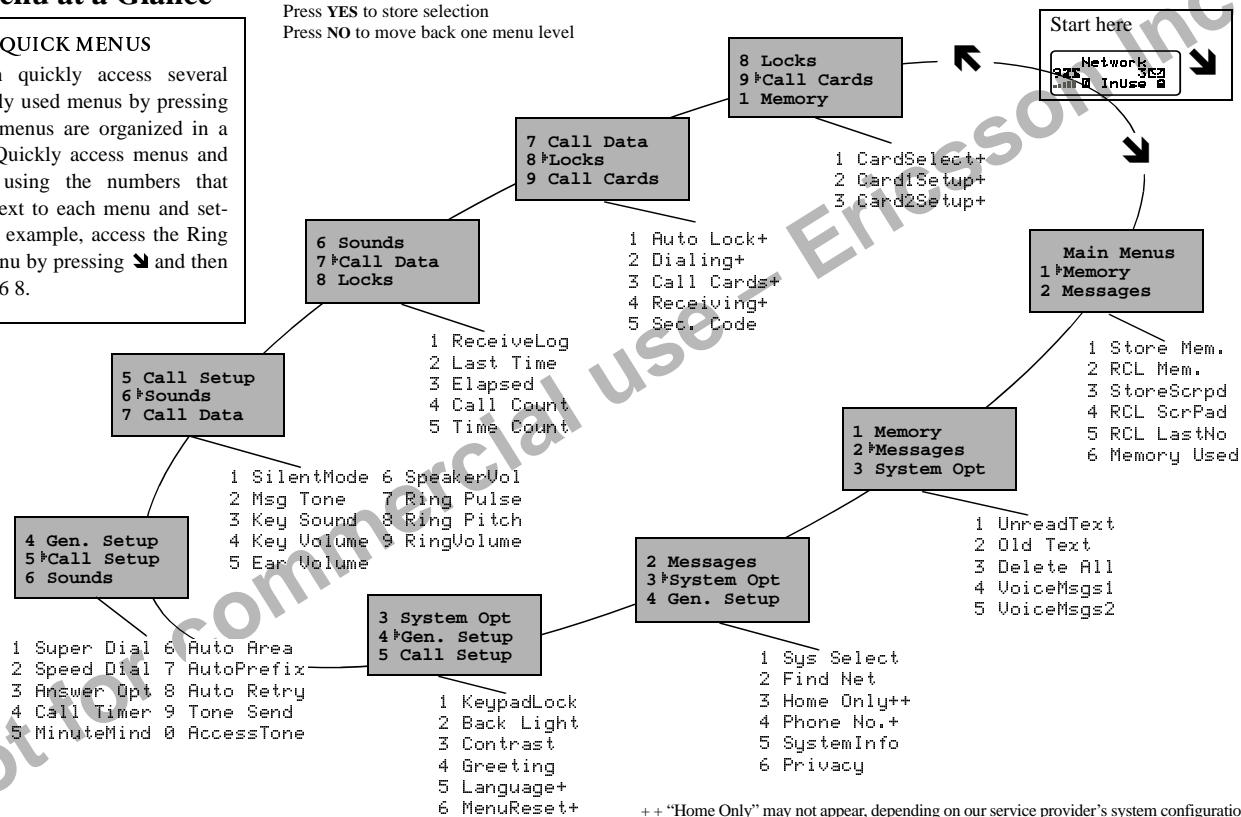 Menu at a Glance
QUICK MENUS
quickly access several
used menus by pressing
menus are organized in a
Quickly access menus and
using the numbers that
to each menu and set-
example, access the Ring
by pressing and then
6 8.
Press YES to store selection
Press NO to move back one menu level
Start here
Network
InUse
8 Locks
9 Call Cards
1 Memory
1 CardSelect+
2 Card1Setup+
3 Card2Setup+
7 Call Data
8 Locks
9 Call Cards
1 Auto Lock+
2 Dialing+
3 Call Cards+
4 Receiving+
5 Sec. Code
6 Sounds
7 Call Data
8 Locks
1 ReceiveLog
2 Last Time
3 Elapsed
4 Call Count
5 Time Count
5 Call Setup
6 Sounds
7 Call Data
1 SilentMode 6 SpeakerVol
2 Msg Tone 7 Ring Pulse
3 Key Sound 8 Ring Pitch
4 Key Volume 9 RingVolume
5 Ear Volume
4 Gen. Setup
5 Call Setup
6 Sounds
1 Super Dial 6 Auto Area
2 Speed Dial 7 AutoPrefix
3 Answer Opt 8 Auto Retry
4 Call Timer 9 Tone Send
5 MinuteMind 0 AccessTone
3 System Opt
4 Gen. Setup
5 Call Setup
1 KeypadLock
2 Back Light
3 Contrast
4 Greeting
5 Language+
6 MenuReset+
2 Messages
3 System Opt
4 Gen. Setup
1 Sys Select
2 Find Net
3 Home Only++
4 Phone No.+
5 SystemInfo
6 Privacy
1 Memory
2 Messages
3 System Opt
1 UnreadText
2 Old Text
3 Delete All
4 VoiceMsgs1
5 VoiceMsgs2
Main Menus
1 Memory
2 Messages
1 Store Mem.
2 RCL Mem.
3 StoreScrpd
4 RCL ScrPad
5 RCL LastNo
6 Memory Used
++ “Home Only” may not appear, depending on our service provider’s system configuratio
Not for Commercial use – Ericsson Inc.